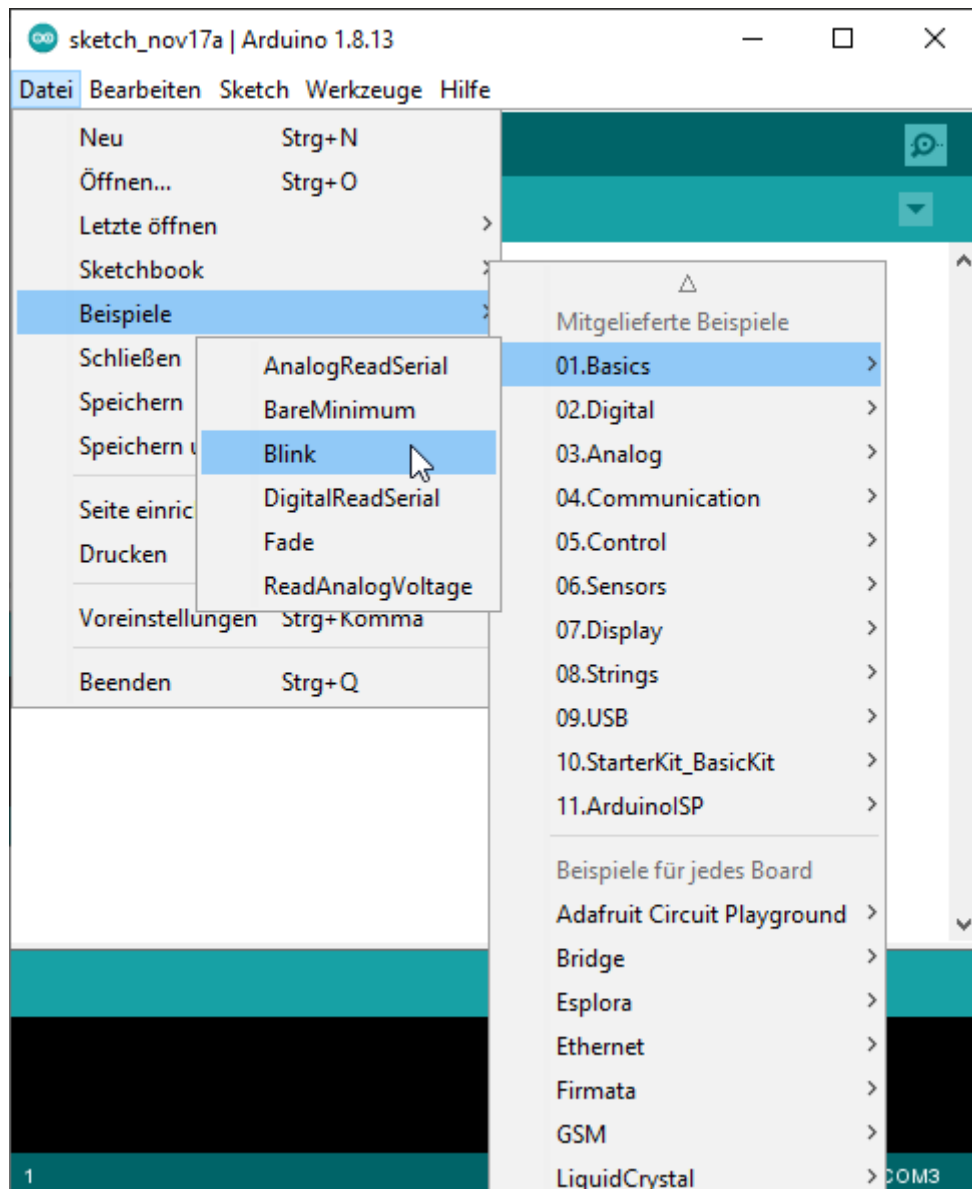 sketch_nov17a | Arduino 1.8.13
Datei Bearbeiten Sketch Werkzeuge Hilfe
Neu Strg+N
Öffnen... Strg+O
Letzte öffnen
Sketchbook
Beispiele
Schließen
Speichern
Speichern
Seite
Drucken
Voreinstellungen Strg+Komma
Beenden Strg+Q
AnalogReadSerial
BareMinimum
Blink
DigitalReadSerial
Fade
ReadAnalogVoltage
Mitgelieferte Beispiele
01.Basics
02.Digital
03.Analog
04.Communication
05.Control
06.Sensors
07.Display
08.Strings
09.USB
10.StarterKit_BasicKit
11.ArduinoISP
Beispiele für jedes Board
Adafruit Circuit Playground
Bridge
Esplora
Ethernet
Firmata
GSM
LiquidCrystal
1 COM3